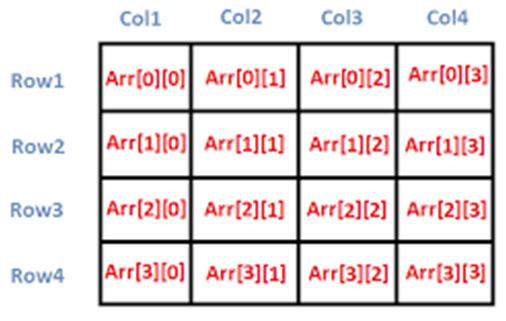 Col1 Col2 Col3 Col4
Row1 Arr[0][0] Arr[0][1] Arr[0][2] Arr[0][3]
Row2 Arr[1][0] Arr[1][1] Arr[1][2] Arr[1][3]
Row3 Arr[2][0] Arr[2][1] Arr[2][2] Arr[2][3]
Row4 Arr[3][0] Arr[3][1] Arr[3][2] Arr[3][3]